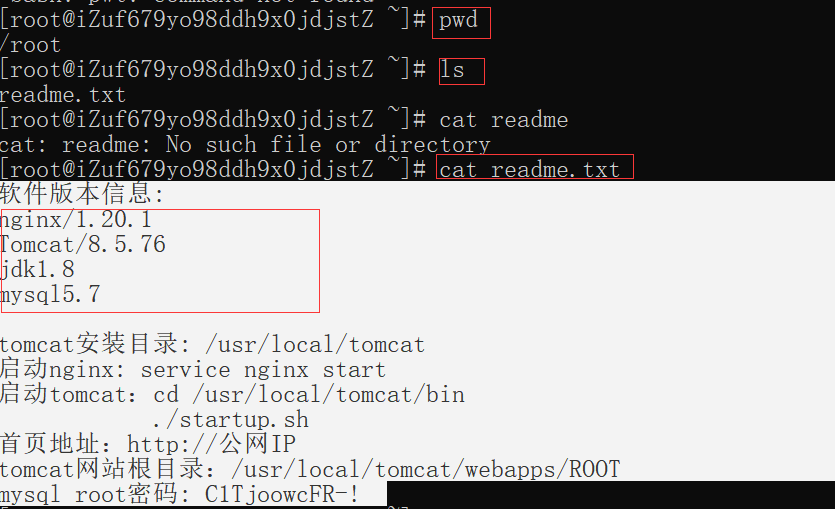 [root@iZuf679yo98ddh9x0jdjstZ ~]# pwd
/root
[root@iZuf679yo98ddh9x0jdjstZ ~]# ls
readme.txt
[root@iZuf679yo98ddh9x0jdjstZ ~]# cat readme
cat: readme: No such file or directory
[root@iZuf679yo98ddh9x0jdjstZ ~]# cat readme.txt
软件版本信息:
nginx/1.20.1
Tomcat/8.5.76
jdk1.8
mysql5.7
tomcat安装目录: /usr/local/tomcat
启动nginx: service nginx start
启动tomcat: cd /usr/local/tomcat/bin
./startup.sh
首页地址: http://公网IP
tomcat网站根目录: /usr/local/tomcat/webapps/ROOT
mysql root密码: C1TjoowcFR-!